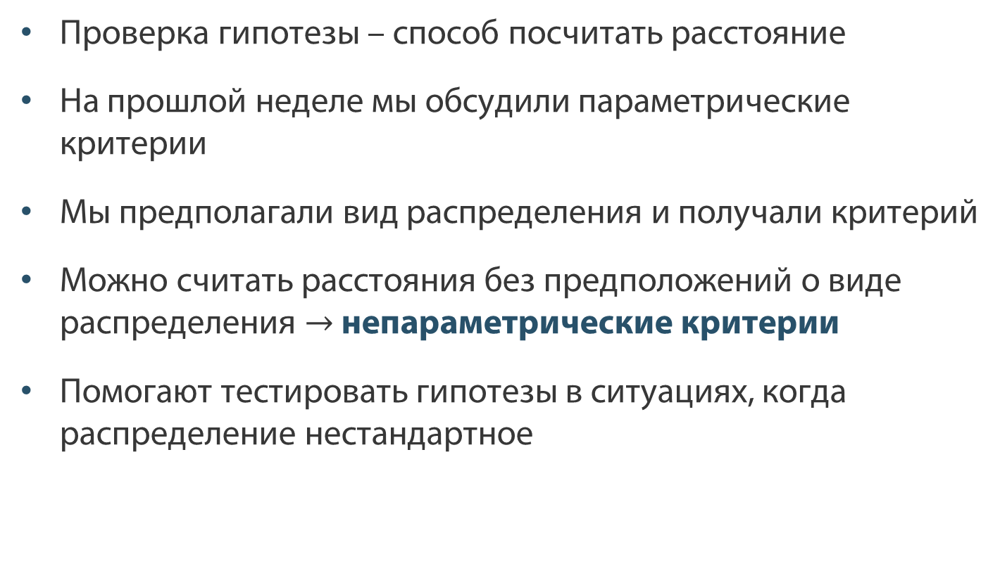 • Проверка гипотезы – способ посчитать расстояние
• На прошлой неделе мы обсудили параметрические
критерии
• Мы предполагали вид распределения и получали критерий
• Можно считать расстояния без предположений о виде
распределения → непараметрические критерии
• Помогают тестировать гипотезы в ситуациях, когда
распределение нестандартное